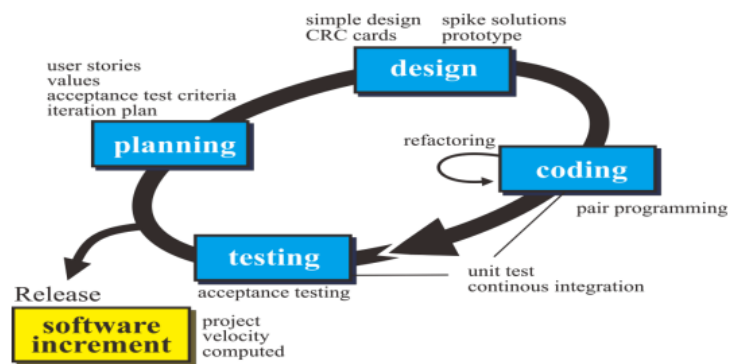 simple design
CRC cards
spike solutions
prototype
design
user stories
values
acceptance test criteria
iteration plan
planning
refactoring
coding
pair programming
testing
acceptance testing
unit test
continous integration
Release
software
increment
project
velocity
computed